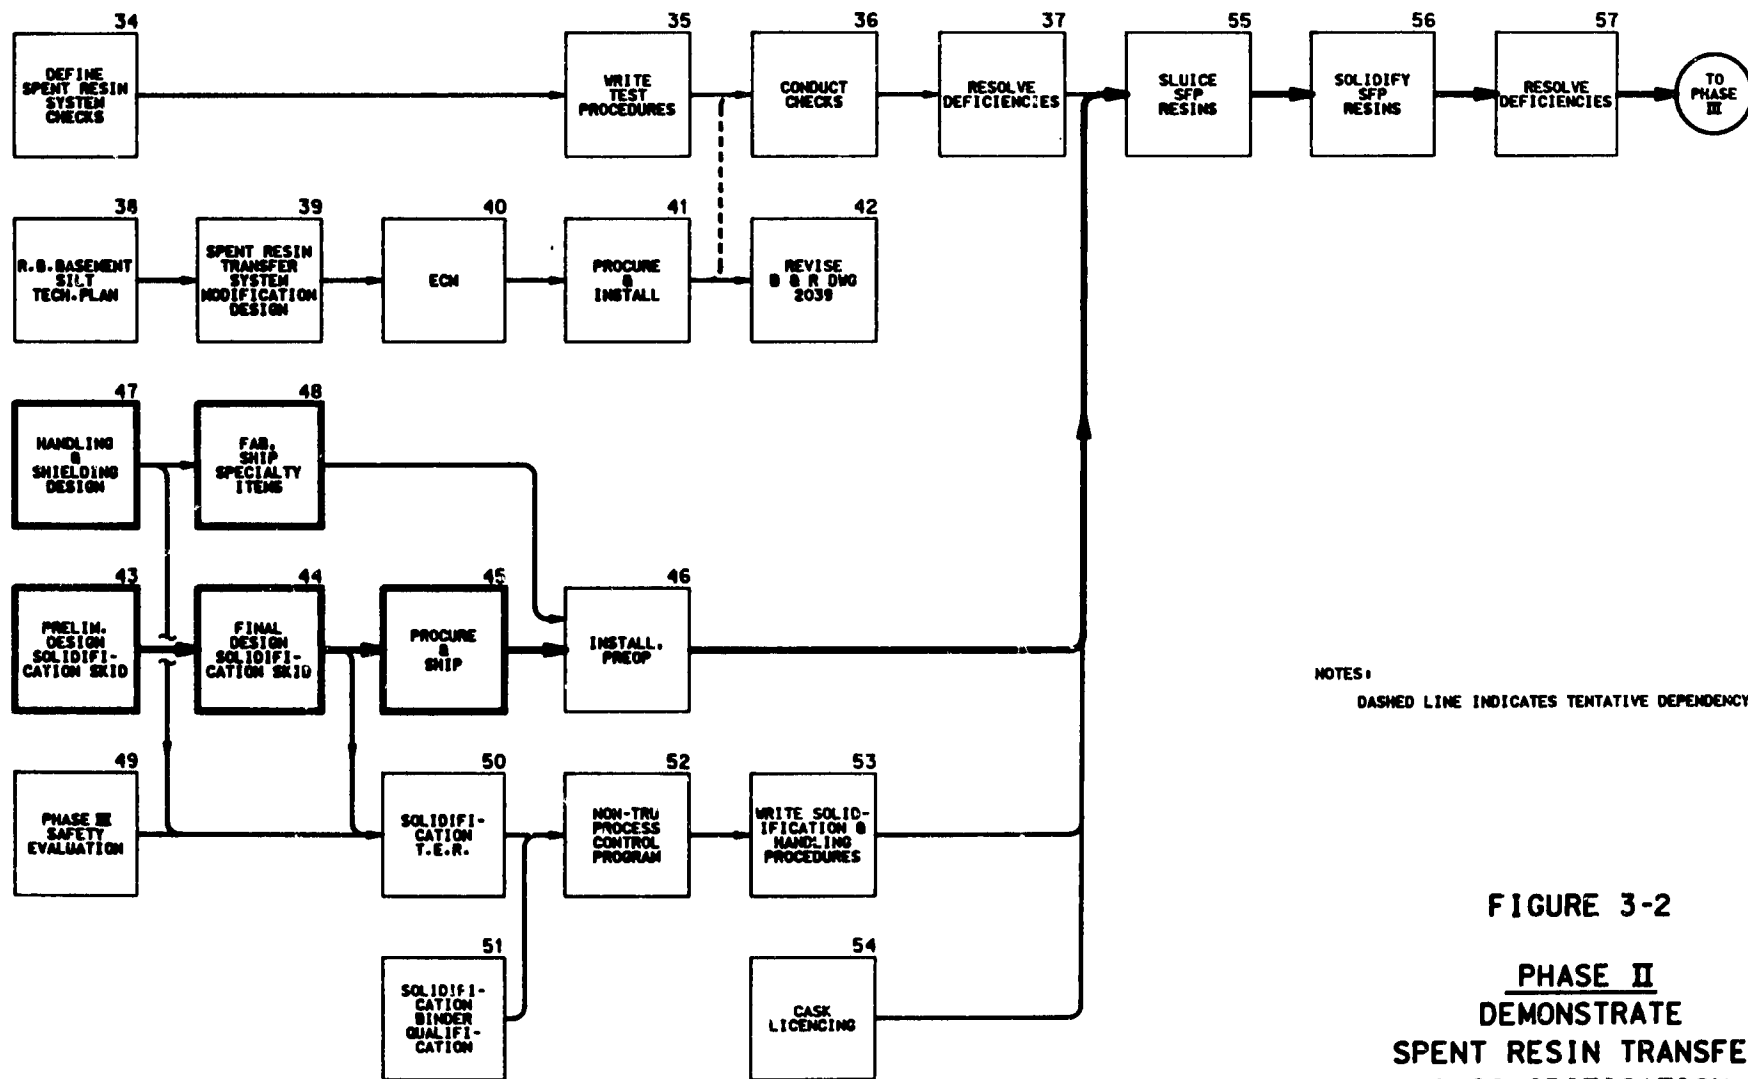 34
DEFINE
SPENT RESIN
SYSTEM
CHECKS
35
WRITE
TEST
PROCEDURES
36
CONDUCT
CHECKS
37
RESOLVE
DEFICIENCIES
55
SLUICE
SFP
RESINS
56
SOLIDIFY
SFP
RESINS
57
RESOLVE
DEFICIENCIES
TO
PHASE
III
38
R.B.BASEMENT
SILT
TECH.PLAN
39
SPENT RESIN
TRANSFER
SYSTEM
MODIFICATION
DESIGN
40
ECM
41
PROCURE
&
INSTALL
42
REVISE
B & R DWG
2039
47
HANDLING
&
SHIELDING
DESIGN
48
FAB.
SHIP
SPECIALTY
ITEMS
43
PRELIM.
DESIGN
SOLIDIFI-
CATION SKID
44
FINAL
DESIGN
SOLIDIFI-
CATION SKID
45
PROCURE
&
SHIP
46
INSTALL.
PREOP
NOTES:
DASHED LINE INDICATES TENTATIVE DEPENDENCY
49
PHASE III
SAFETY
EVALUATION
50
SOLIDIFI-
CATION
T.E.R.
52
NON-TRU
PROCESS
CONTROL
PROGRAM
53
WRITE SOLID-
IFICATION &
HANDLING
PROCEDURES
51
SOLIDIFI-
CATION
BINDER
QUALIFI-
CATION
54
CASK
LICENCING
FIGURE 3-2
PHASE II
DEMONSTRATE
SPENT RESIN TRANSFE